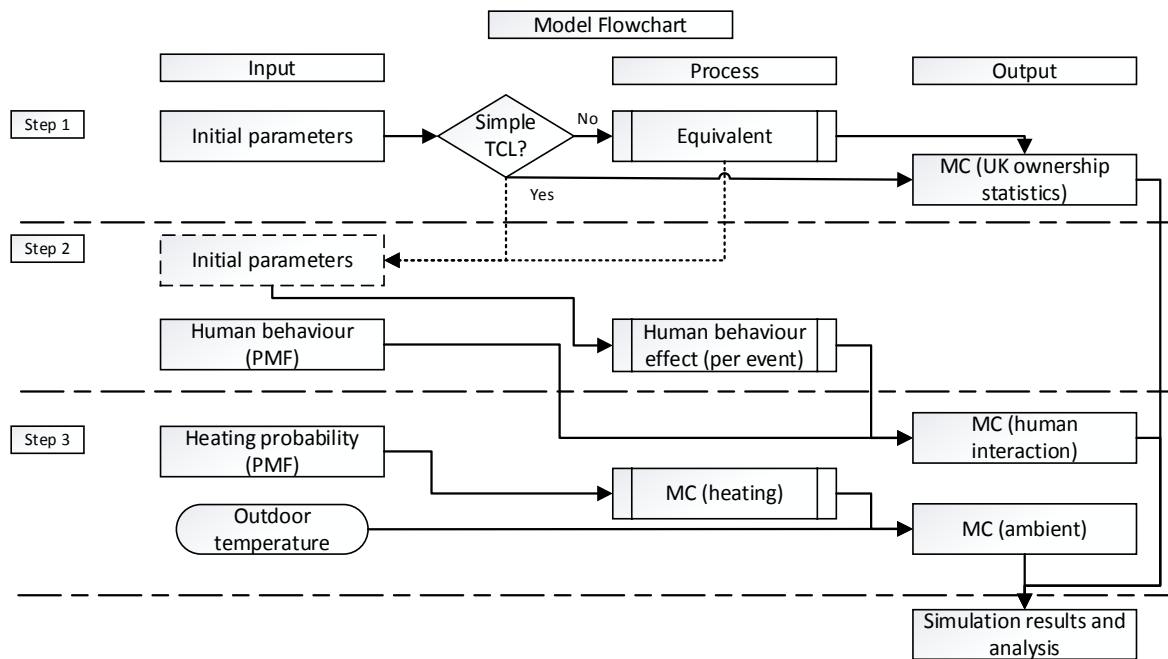 Model Flowchart
Input
Process
Output
Step 1
Initial parameters
Simple
TCL?
No
Equivalent
MC (UK ownership
statistics)
Yes
Step 2
Initial parameters
Human behaviour
(PMF)
Human behaviour
effect (per event)
Step 3
Heating probability
(PMF)
MC (human
interaction)
MC (heating)
Outdoor
temperature
MC (ambient)
Simulation results and
analysis